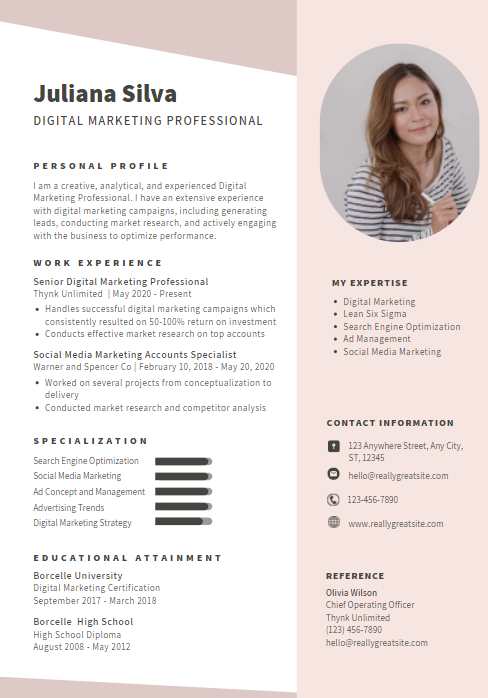 Juliana Silva
DIGITAL MARKETING PROFESSIONAL
PERSONAL PROFILE
I am a creative, analytical, and experienced Digital
Marketing Professional. I have an extensive experience
with digital marketing campaigns, including generating
leads, conducting market research, and actively engaging
with the business to optimize performance.
WORK EXPERIENCE
Senior Digital Marketing Professional
Thynk Unlimited | May 2020 - Present
• Handles successful digital marketing campaigns which
consistently resulted on 50-100% return on investment
• Conducts effective market research on top accounts
Social Media Marketing Accounts Specialist
Warner and Spencer Co | February 10, 2018 - May 20, 2020
• Worked on several projects from conceptualization to
delivery
• Conducted market research and competitor analysis
SPECIALIZATION
Search Engine Optimization
Social Media Marketing
Ad Concept and Management
Advertising Trends
Digital Marketing Strategy
EDUCATIONAL ATTAINMENT
Borcelle University
Digital Marketing Certification
September 2017 - March 2018
Borcelle High School
High School Diploma
August 2008 - May 2012
MY EXPERTISE
• Digital Marketing
• Lean Six Sigma
• Search Engine Optimization
• Ad Management
• Social Media Marketing
CONTACT INFORMATION
123 Anywhere Street, Any City,
ST, 12345
hello@reallygreatsite.com
123-456-7890
www.reallygreatsite.com
REFERENCE
Olivia Wilson
Chief Operating Officer
Thynk Unlimited
(123) 456-7890
hello@reallygreatsite.com